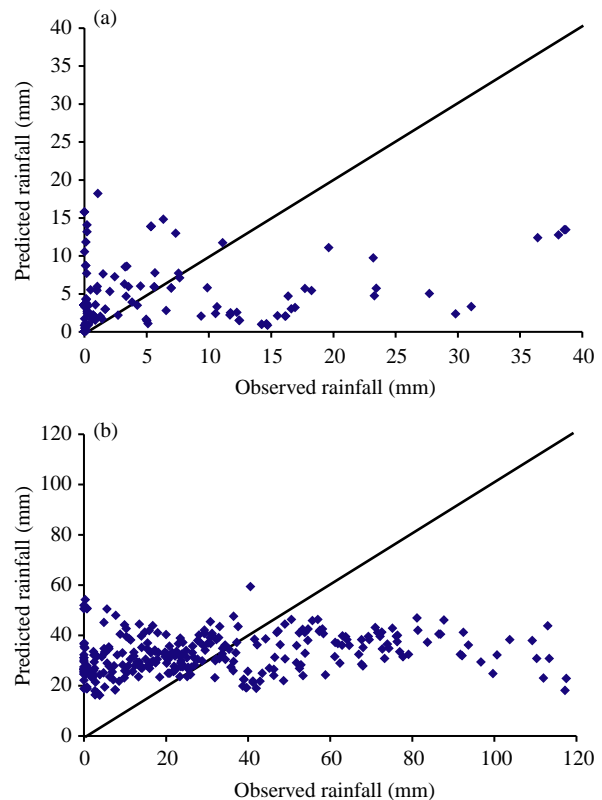 (a)
40
35
30
25
20
15
10
5
0
Predicted rainfall (mm)
0 5 10 15 20 25 30 35 40
Observed rainfall (mm)
(b)
120
100
80
60
40
20
0
Predicted rainfall (mm)
0 20 40 60 80 100 120
Observed rainfall (mm)